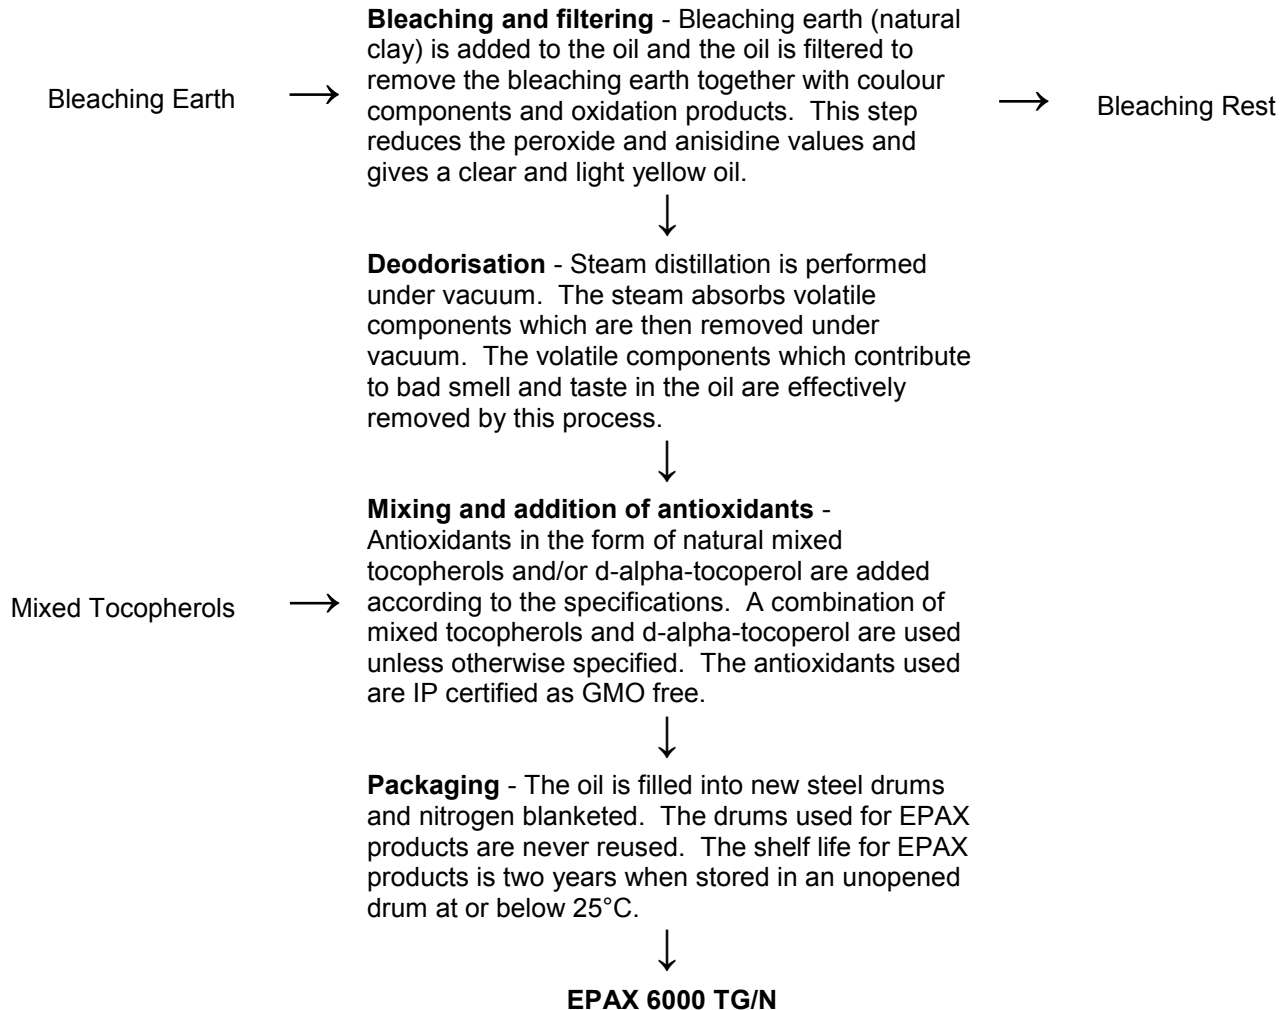 Bleaching and filtering - Bleaching earth (natural
clay) is added to the oil and the oil is filtered to
remove the bleaching earth together with coulour
components and oxidation products.  This step
reduces the peroxide and anisidine values and
gives a clear and light yellow oil.
Bleaching Earth
→
→
Bleaching Rest
↓
Deodorisation - Steam distillation is performed
under vacuum.  The steam absorbs volatile
components which are then removed under
vacuum.  The volatile components which contribute
to bad smell and taste in the oil are effectively
removed by this process.
↓
Mixing and addition of antioxidants -
Antioxidants in the form of natural mixed
tocopherols and/or d-alpha-tocoperol are added
according to the specifications.  A combination of
mixed tocopherols and d-alpha-tocoperol are used
unless otherwise specified.  The antioxidants used
are IP certified as GMO free.
Mixed Tocopherols
→
↓
Packaging - The oil is filled into new steel drums
and nitrogen blanketed.  The drums used for EPAX
products are never reused.  The shelf life for EPAX
products is two years when stored in an unopened
drum at or below 25°C.
↓
EPAX 6000 TG/N